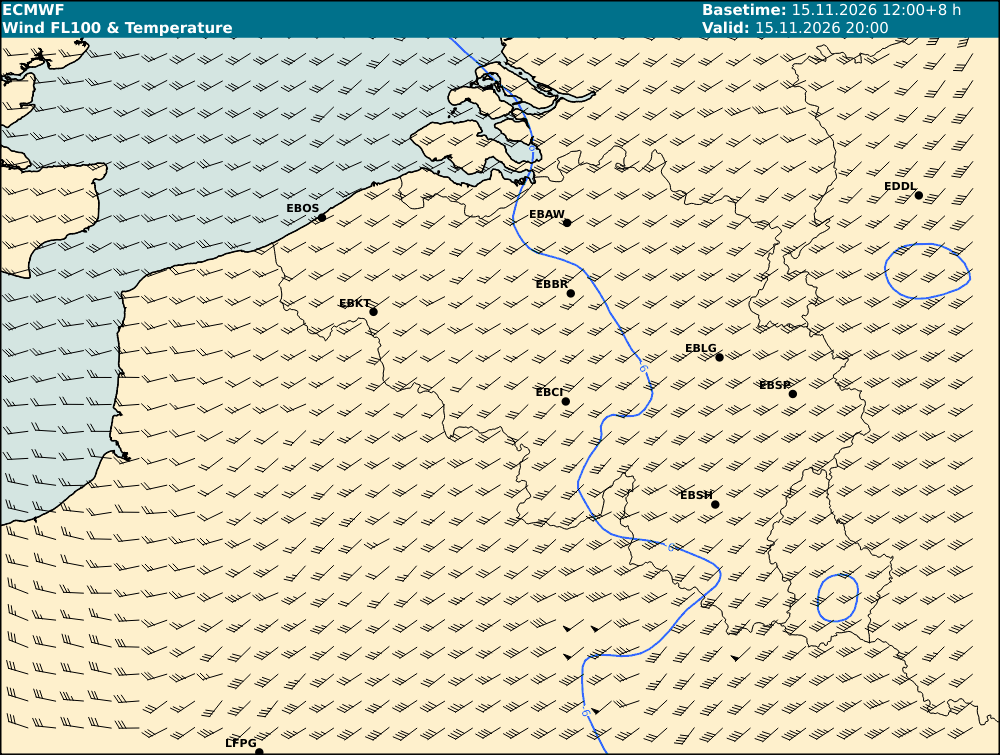 ECMWF
Wind FL100 & Temperature
Basetime: 15.11.2026 12:00+8 h
Valid: 15.11.2026 20:00
EDDL
EBOS
EBAW
EBBR
EBKT
EBLG
EBSP
EBCI
EBSH
LFPG